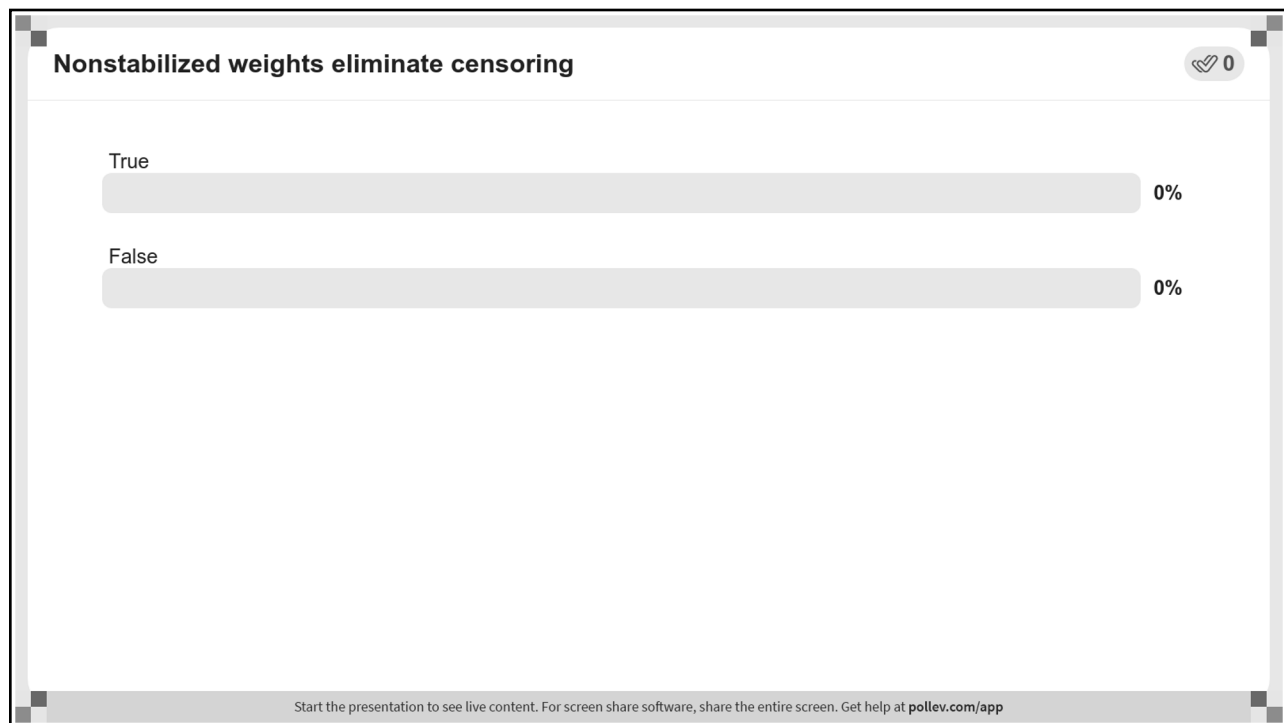 Nonstabilized weights eliminate censoring
0
True
0%
False
0%
Start the presentation to see live content. For screen share software, share the entire screen. Get help at pollev.com/app